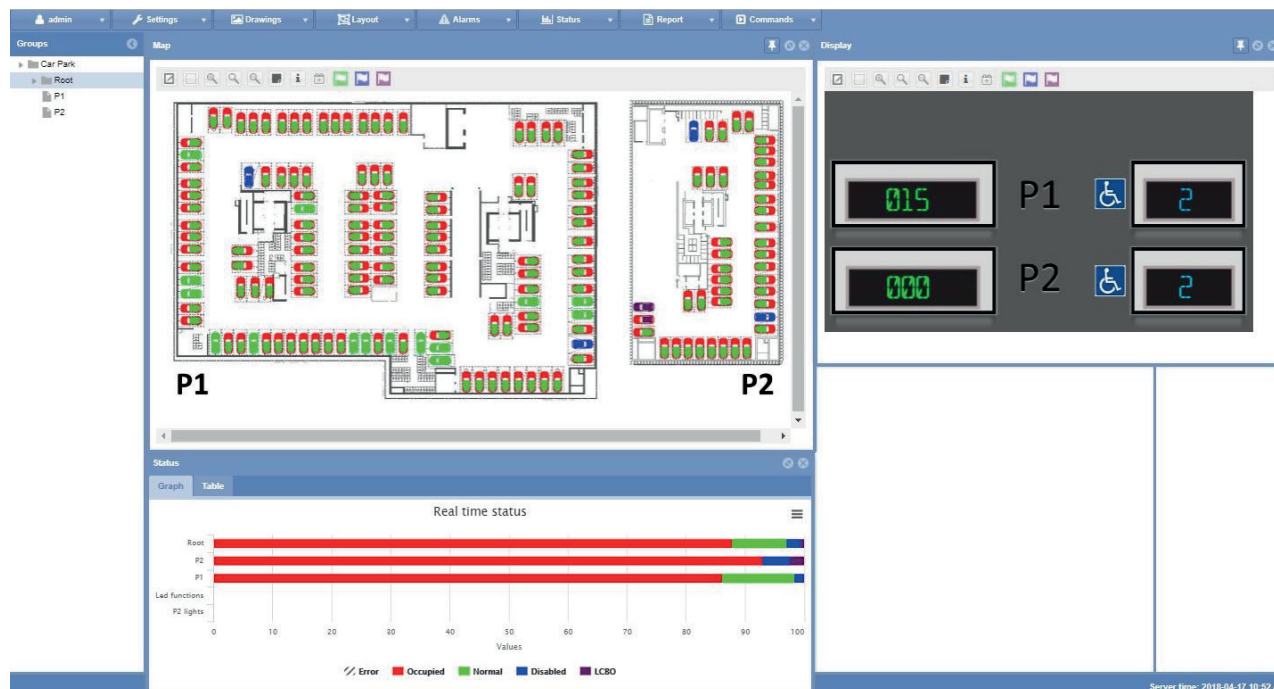 admin Settings Drawings Layout Alarms Status Report Commands
Groups
Car Park
Root
P1
P2
Map
P1 P2
Display
015 P1 2
000 P2 2
Status
Graph Table
Real time status
Root
P2
P1
Led functions
P2 lights
0 10 20 30 40 50 60 70 80 90 100
Values
Error Occupied Normal Disabled LCBO
Server time: 2018-04-17 10:52